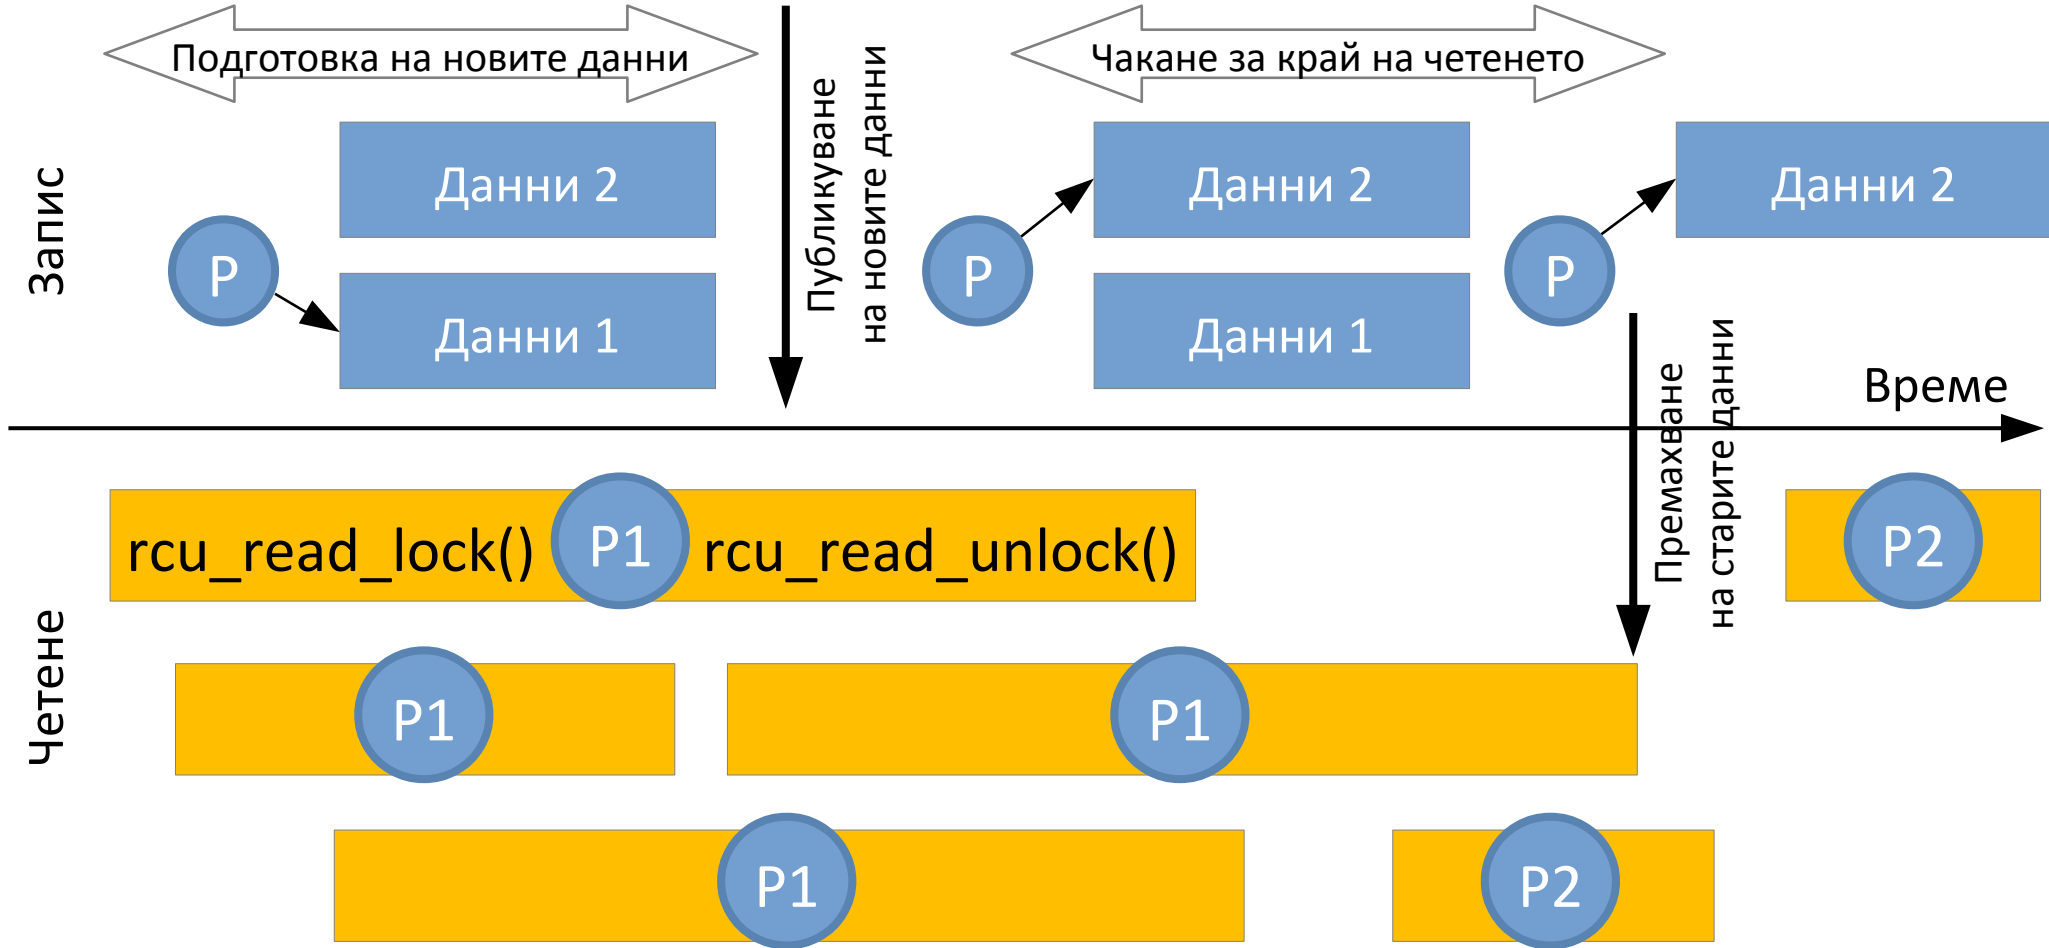 Подготовка на новите данни
Чакане за край на четенето
Публикуване
на новите данни
Запис
Данни 2
P
Данни 1
Данни 2
P
Данни 1
Данни 2
P
Премахване
на старите данни
Време
Четене
rcu_read_lock()
P1
rcu_read_unlock()
P2
P1
P1
P1
P2